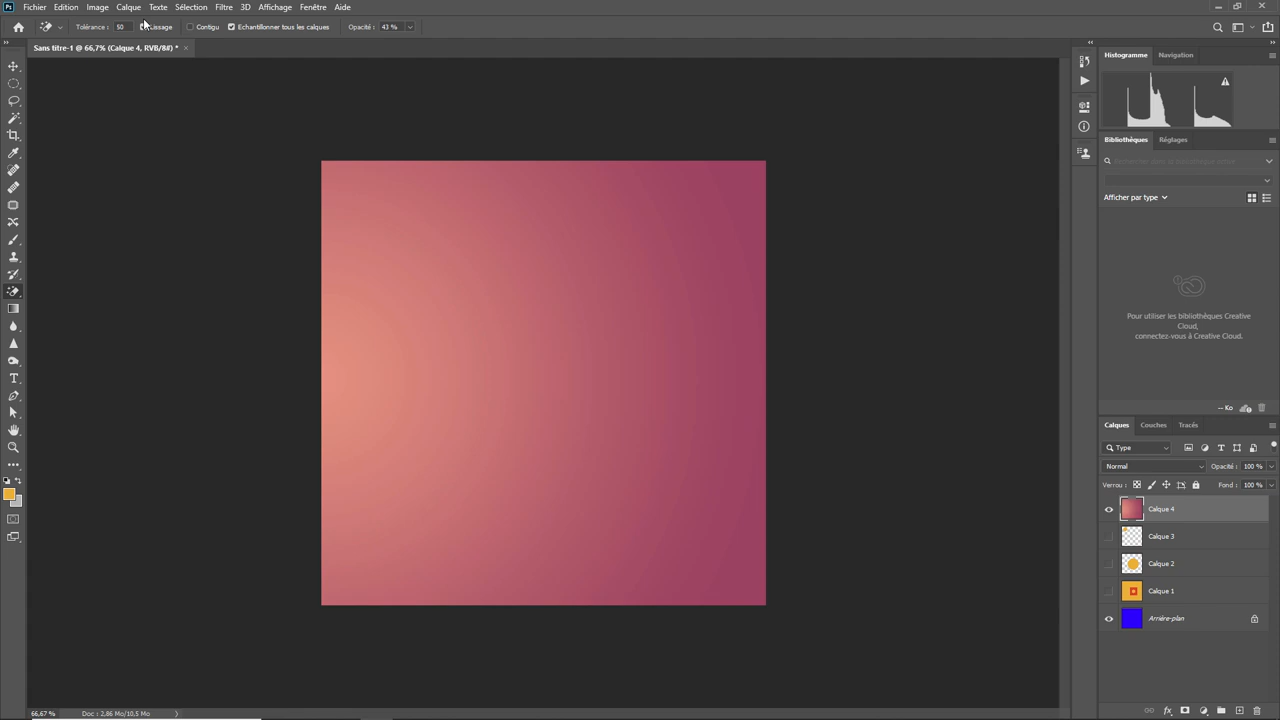 Ps Fichier Edition Image Calque Texte Sélection Filtre 3D Affichage Fenêtre Aide
Tolérance : 50 Lissage Contigu Echantillonner tous les calques Opacité : 43 %
Sans titre-1 @ 66,7% (Calque 4, RVB/8#) * ×
Histogramme Navigation
Bibliothèques Réglages
Afficher par type
Pour utiliser les bibliothèques Creative
Cloud,
connectez-vous à Creative Cloud.
-- Ko
Calques Couches Tracés
Type
Normal Opacité : 100 %
Verrou : Fond : 100 %
Calque 4
Calque 3
Calque 2
Calque 1
Arrière-plan
66,67 % Doc : 2,86 Mo/10,5 Mo